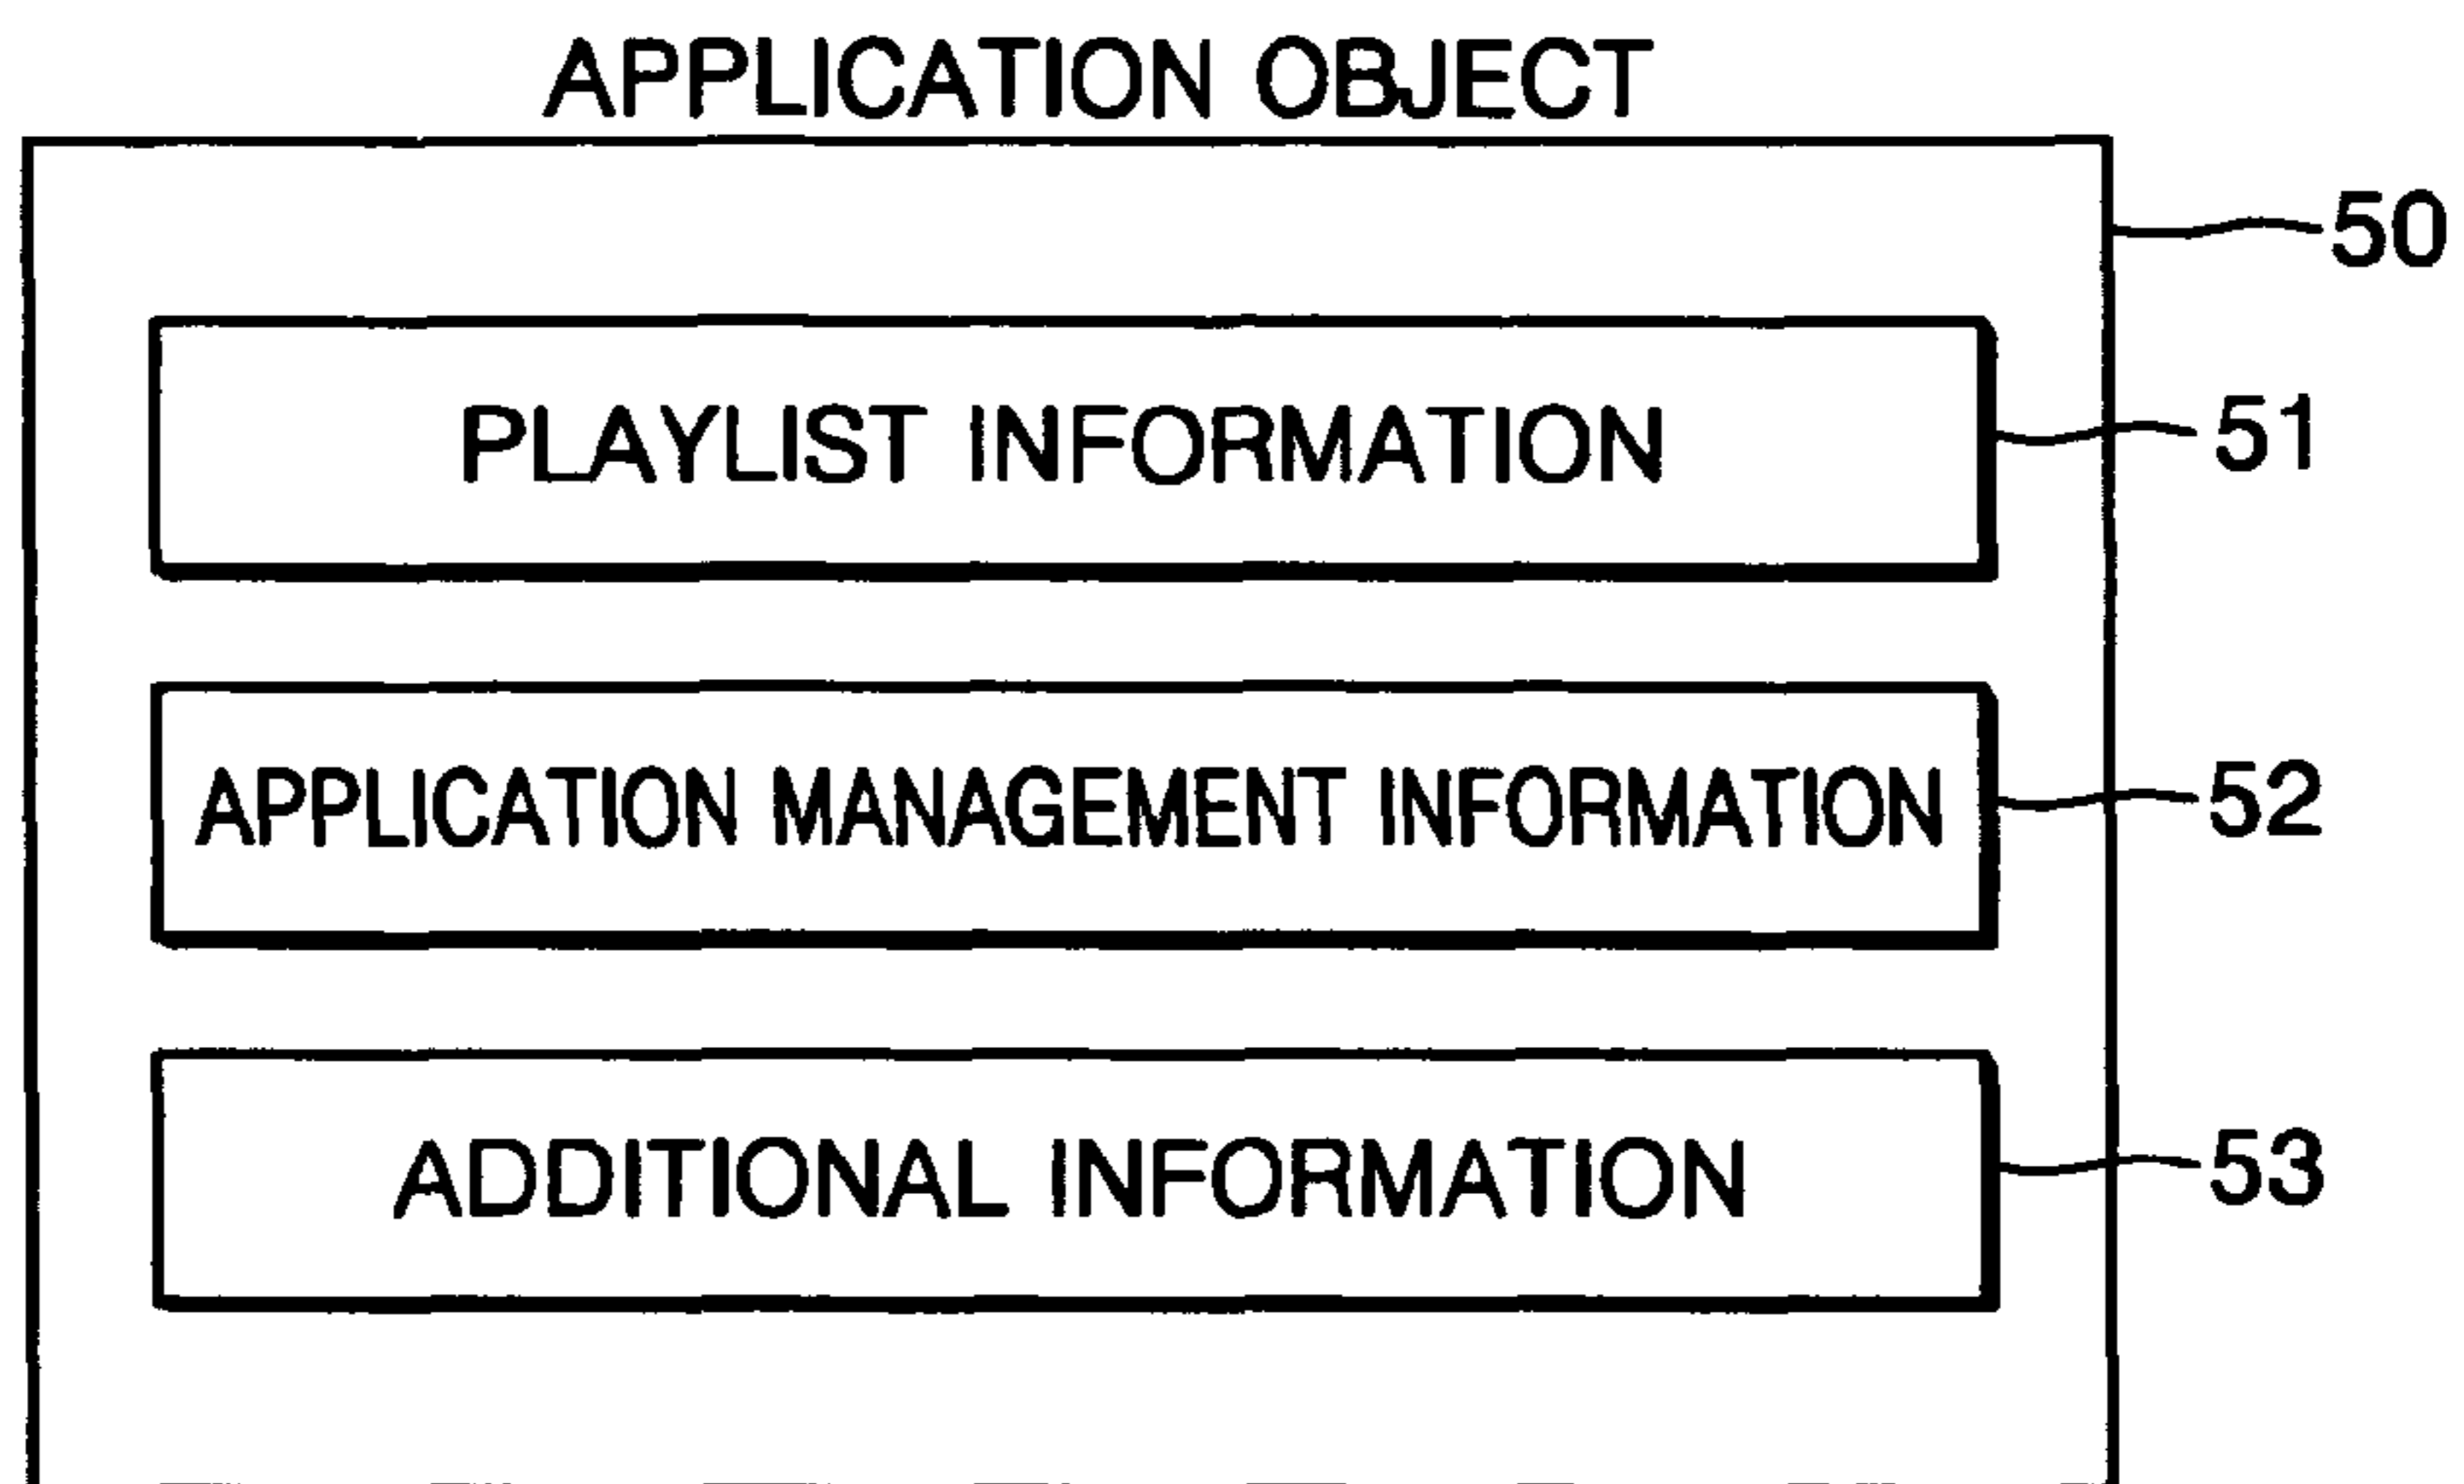 APPLICATION OBJECT
50
PLAYLIST INFORMATION
51
APPLICATION MANAGEMENT INFORMATION
52
ADDITIONAL INFORMATION
53